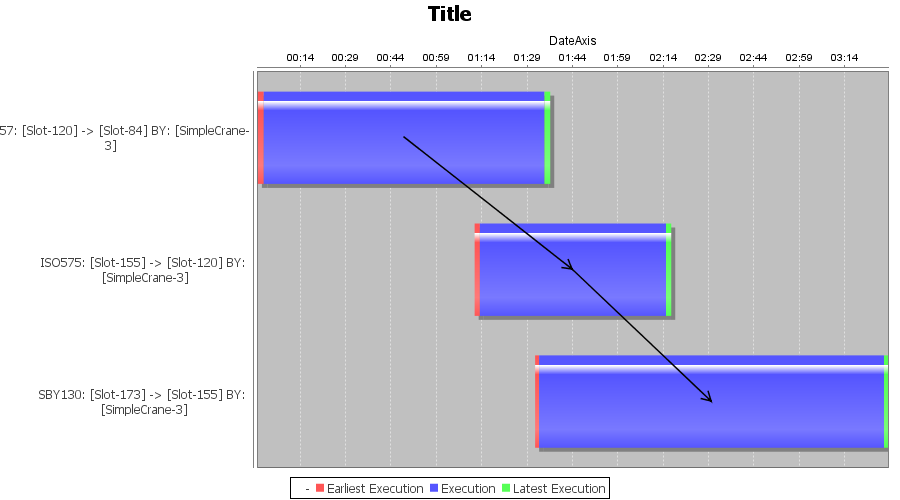 Title
DateAxis
00:14 00:29 00:44 00:59 01:14 01:29 01:44 01:59 02:14 02:29 02:44 02:59 03:14
57: [Slot-120] -> [Slot-84] BY: [SimpleCrane-
3]
ISO575: [Slot-155] -> [Slot-120] BY:
[SimpleCrane-3]
SBY130: [Slot-173] -> [Slot-155] BY:
[SimpleCrane-3]
- Earliest Execution Execution Latest Execution